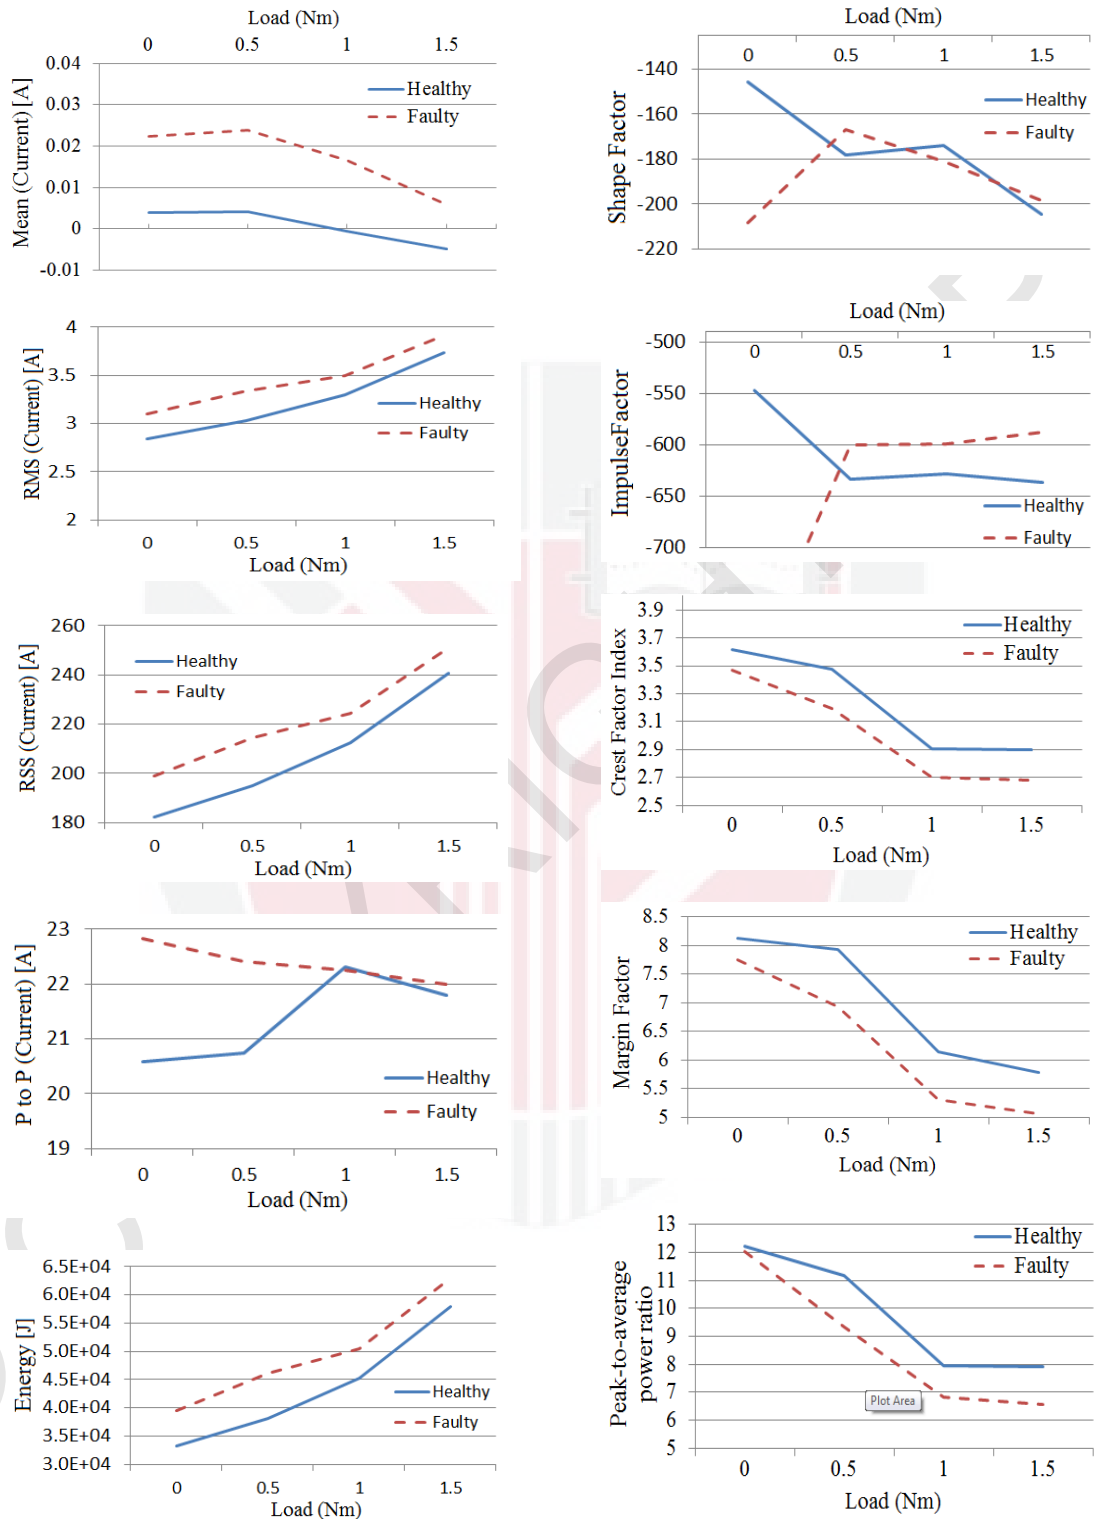 Load (Nm)
0 0.5 1 1.5
0.04
0.03
0.02
0.01
0
-0.01
Mean (Current) [A]
Healthy
Faulty
4
3.5
3
2.5
2
RMS (Current) [A]
Healthy
Faulty
0 0.5 1 1.5
Load (Nm)
260
240
220
200
180
RSS (Current) [A]
Healthy
Faulty
0 0.5 1 1.5
Load (Nm)
23
22
21
20
19
P to P (Current) [A]
Healthy
Faulty
0 0.5 1 1.5
Load (Nm)
6.5E+04
6.0E+04
5.5E+04
5.0E+04
4.5E+04
4.0E+04
3.5E+04
3.0E+04
Energy [J]
Healthy
Faulty
0 0.5 1 1.5
Load (Nm)
Load (Nm)
0 0.5 1 1.5
-140
-160
-180
-200
-220
Shape Factor
Healthy
Faulty
Load (Nm)
0 0.5 1 1.5
-500
-550
-600
-650
-700
ImpulseFactor
Healthy
Faulty
3.9
3.7
3.5
3.3
3.1
2.9
2.7
2.5
Crest Factor Index
Healthy
Faulty
0 0.5 1 1.5
Load (Nm)
8.5
8
7.5
7
6.5
6
5.5
5
Margin Factor
Healthy
Faulty
0 0.5 1 1.5
Load (Nm)
13
12
11
10
9
8
7
6
5
Peak-to-average
power ratio
Healthy
Faulty
Plot Area
0 0.5 1 1.5
Load (Nm)